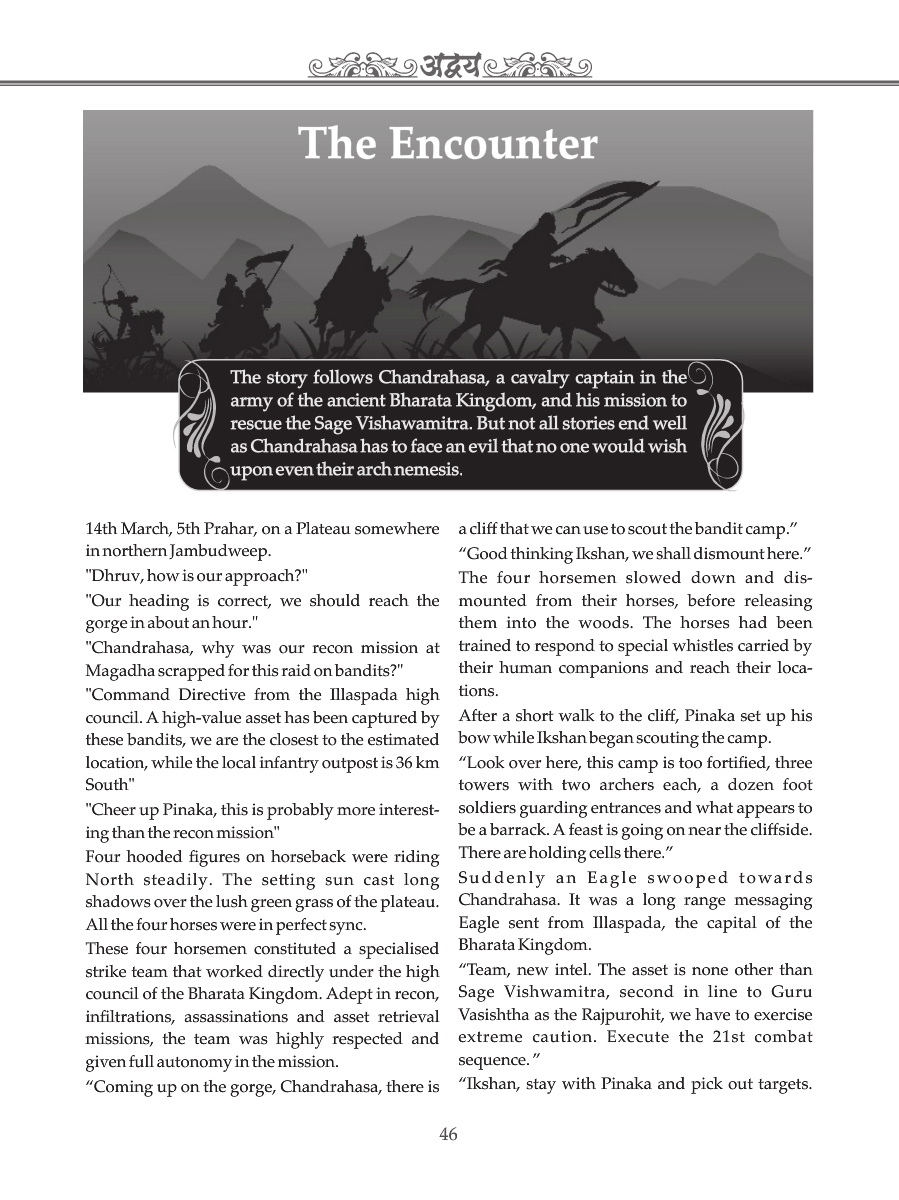 अद्वय
The Encounter
The story follows Chandrahasa, a cavalry captain in the
army of the ancient Bharata Kingdom, and his mission to
rescue the Sage Vishawamitra. But not all stories end well
as Chandrahasa has to face an evil that no one would wish
upon even their arch nemesis.
14th March, 5th Prahar, on a Plateau somewhere
in northern Jambudweep.
"Dhruv, how is our approach?"
"Our heading is correct, we should reach the
gorge in about an hour."
"Chandrahasa, why was our recon mission at
Magadha scrapped for this raid on bandits?"
"Command Directive from the Illaspada high
council. A high-value asset has been captured by
these bandits, we are the closest to the estimated
location, while the local infantry outpost is 36 km
South"
"Cheer up Pinaka, this is probably more interest-
ing than the recon mission"
Four hooded figures on horseback were riding
North steadily. The setting sun cast long
shadows over the lush green grass of the plateau.
All the four horses were in perfect sync.
These four horsemen constituted a specialised
strike team that worked directly under the high
council of the Bharata Kingdom. Adept in recon,
infiltrations, assassinations and asset retrieval
missions, the team was highly respected and
given full autonomy in the mission.
“Coming up on the gorge, Chandrahasa, there is
a cliff that we can use to scout the bandit camp.”
“Good thinking Ikshan, we shall dismount here.”
The four horsemen slowed down and dis-
mounted from their horses, before releasing
them into the woods. The horses had been
trained to respond to special whistles carried by
their human companions and reach their loca-
tions.
After a short walk to the cliff, Pinaka set up his
bow while Ikshan began scouting the camp.
“Look over here, this camp is too fortified, three
towers with two archers each, a dozen foot
soldiers guarding entrances and what appears to
be a barrack. A feast is going on near the cliffside.
There are holding cells there.”
Suddenly an Eagle swooped towards
Chandrahasa. It was a long range messaging
Eagle sent from Illaspada, the capital of the
Bharata Kingdom.
“Team, new intel. The asset is none other than
Sage Vishwamitra, second in line to Guru
Vasishtha as the Rajpurohit, we have to exercise
extreme caution. Execute the 21st combat
sequence.”
“Ikshan, stay with Pinaka and pick out targets.
46